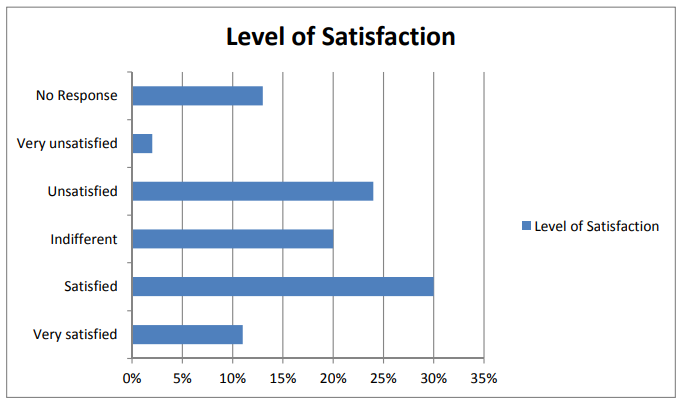 Level of Satisfaction
No Response
Very unsatisfied
Unsatisfied
Indifferent
Satisfied
Very satisfied
0% 5% 10% 15% 20% 25% 30% 35%
Level of Satisfaction